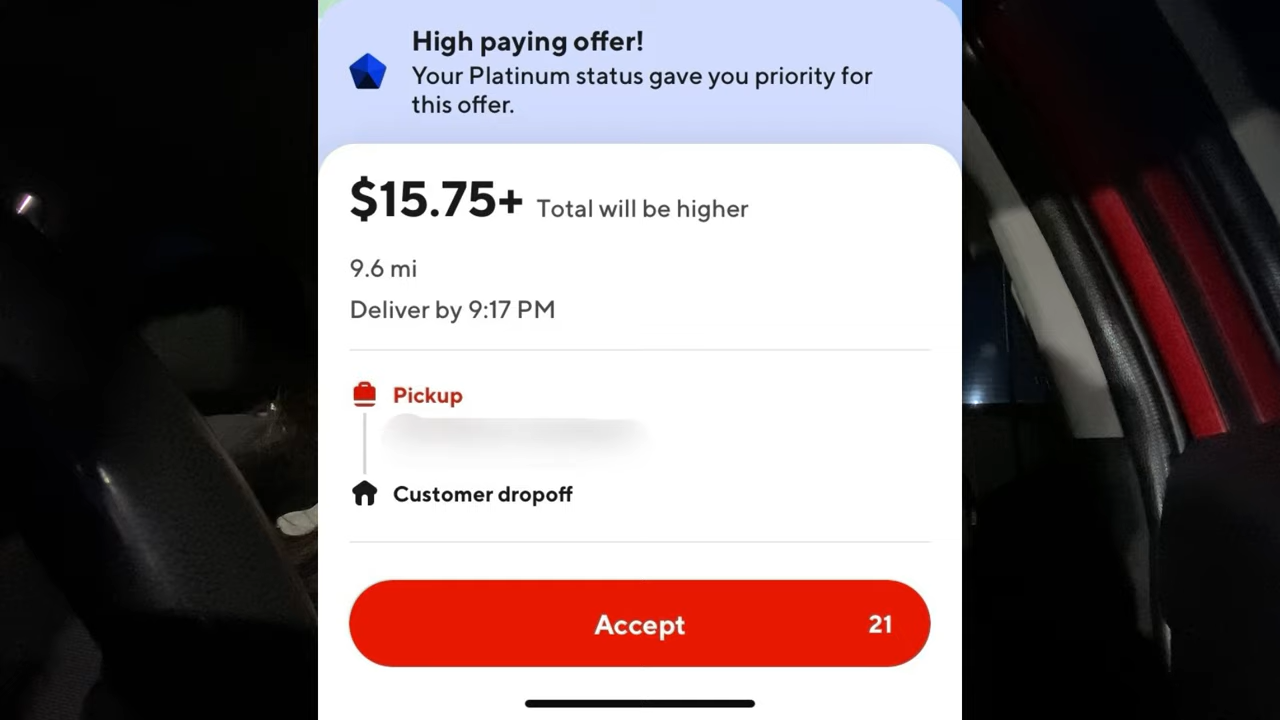 High paying offer!
Your Platinum status gave you priority for
this offer.
$15.75+ Total will be higher
9.6 mi
Deliver by 9:17 PM
Pickup
Customer dropoff
Accept 21